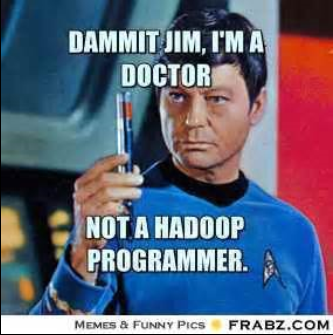 DAMMIT JIM, I'M A
DOCTOR
NOT A HADOOP
PROGRAMMER.
MEMES & FUNNY PICS FRABZ.COM